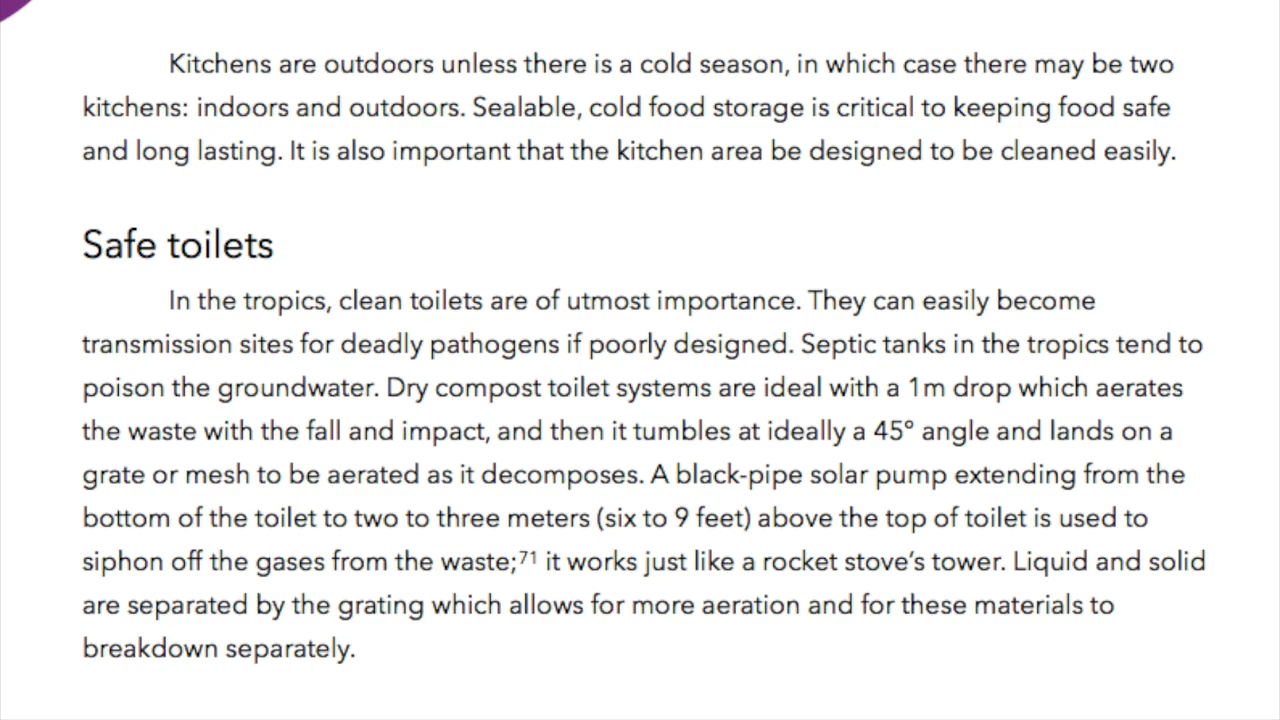 Kitchens are outdoors unless there is a cold season, in which case there may be two
kitchens: indoors and outdoors. Sealable, cold food storage is critical to keeping food safe
and long lasting. It is also important that the kitchen area be designed to be cleaned easily.
Safe toilets
In the tropics, clean toilets are of utmost importance. They can easily become
transmission sites for deadly pathogens if poorly designed. Septic tanks in the tropics tend to
poison the groundwater. Dry compost toilet systems are ideal with a 1m drop which aerates
the waste with the fall and impact, and then it tumbles at ideally a 45° angle and lands on a
grate or mesh to be aerated as it decomposes. A black-pipe solar pump extending from the
bottom of the toilet to two to three meters (six to 9 feet) above the top of toilet is used to
siphon off the gases from the waste;⁷¹ it works just like a rocket stove’s tower. Liquid and solid
are separated by the grating which allows for more aeration and for these materials to
breakdown separately.